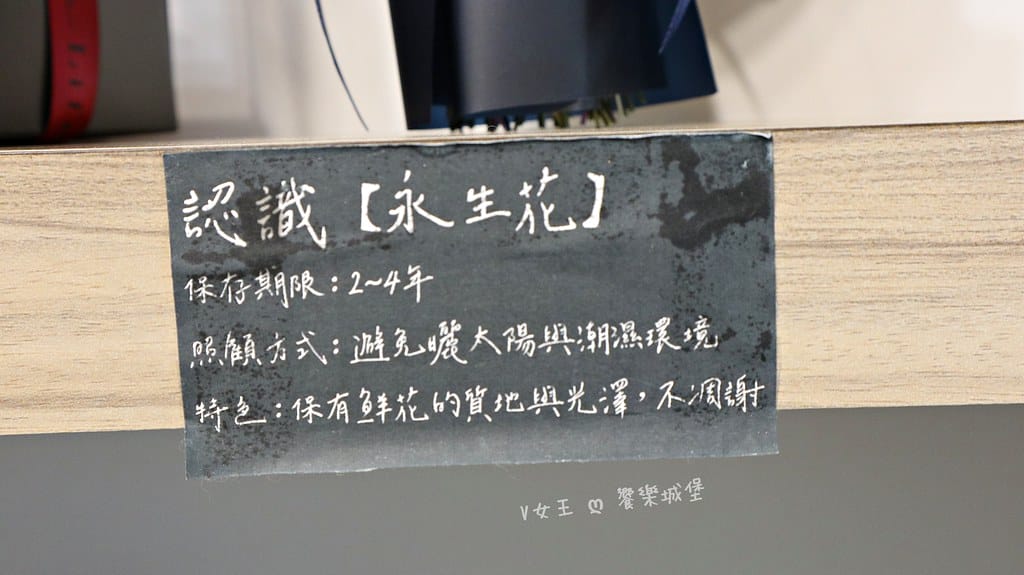 認識【永生花】
保存期限：2~4年
照顧方式：避免曬太陽與潮濕環境
特色：保有鮮花的質地與光澤，不凋謝
V女王 ღ 饗樂城堡